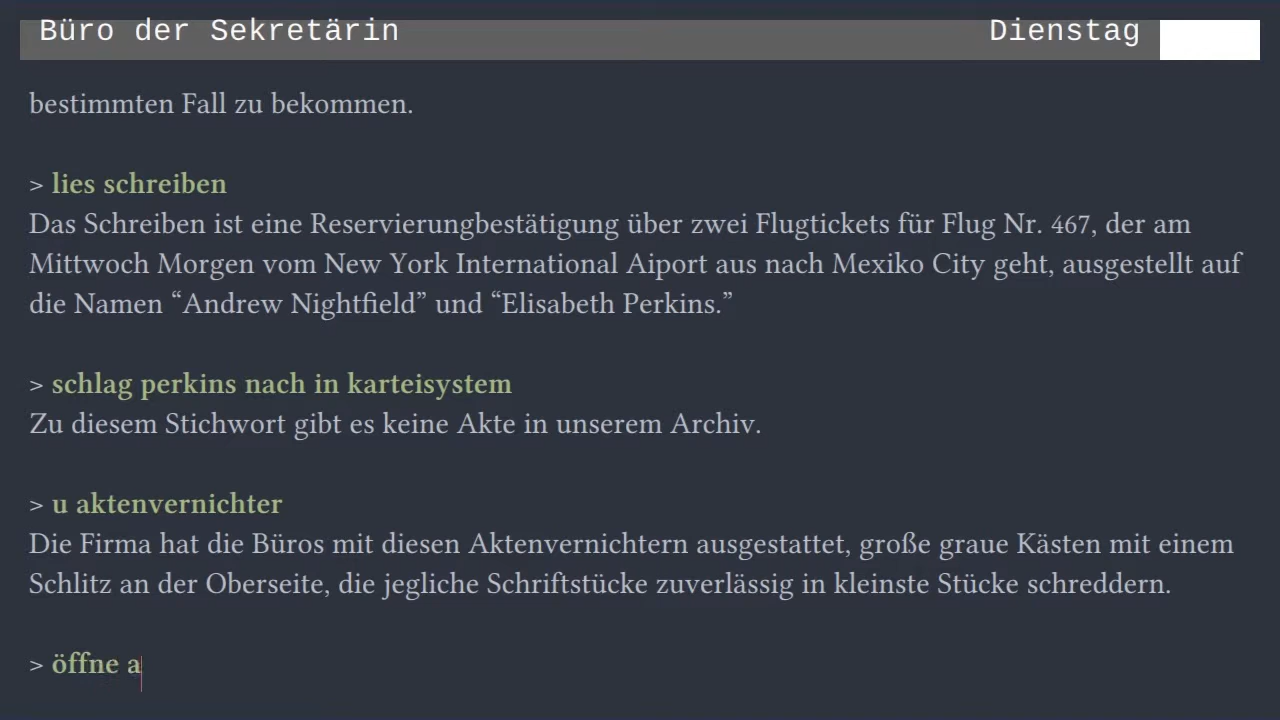 Büro der Sekretärin Dienstag
bestimmten Fall zu bekommen.
> lies schreiben
Das Schreiben ist eine Reservierungbestätigung über zwei Flugtickets für Flug Nr. 467, der am
Mittwoch Morgen vom New York International Aiport aus nach Mexiko City geht, ausgestellt auf
die Namen “Andrew Nightfield” und “Elisabeth Perkins.”
> schlag perkins nach in karteisystem
Zu diesem Stichwort gibt es keine Akte in unserem Archiv.
> u aktenvernichter
Die Firma hat die Büros mit diesen Aktenvernichtern ausgestattet, große graue Kästen mit einem
Schlitz an der Oberseite, die jegliche Schriftstücke zuverlässig in kleinste Stücke schreddern.
> öffne a